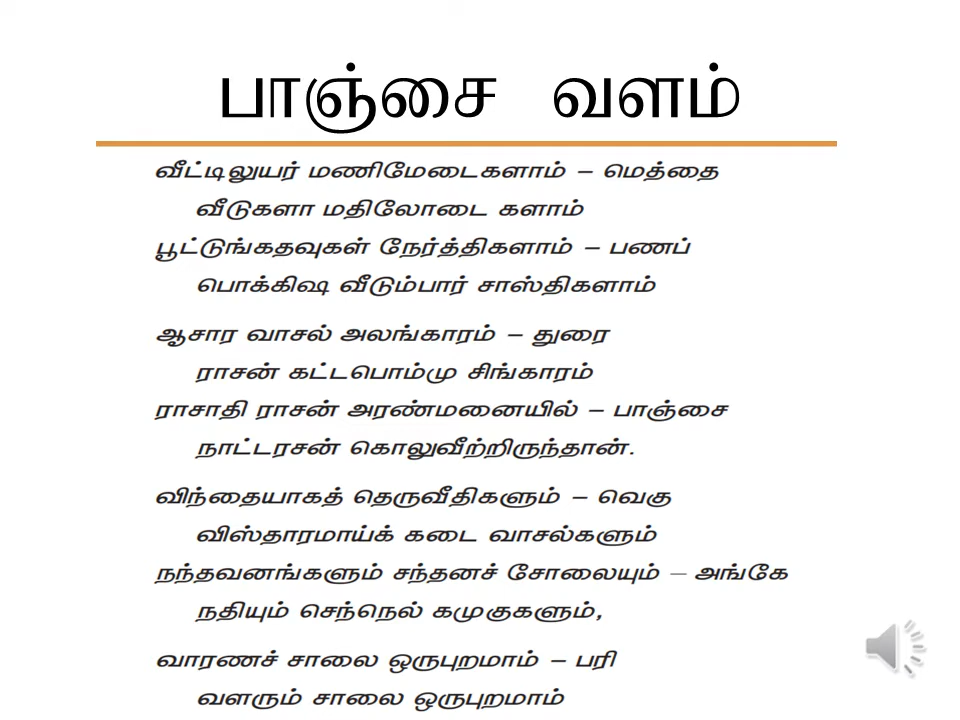 பாஞ்சை வளம்
வீட்டிலுயர் மணிமேடைகளாம் – மெத்தை
வீடுகளா மதிலோடை களாம்
பூட்டுங்கதவுகள் நேர்த்திகளாம் – பணப்
பொக்கிஷ வீடும்பார் சாஸ்திகளாம்
ஆசார வாசல் அலங்காரம் – துரை
ராசன் கட்டபொம்மு சிங்காரம்
ராசாதி ராசன் அரண்மனையில் – பாஞ்சை
நாட்டரசன் கொலுவீற்றிருந்தான்.
விந்தையாகத் தெருவீதிகளும் – வெகு
விஸ்தாரமாய்க் கடை வாசல்களும்
நந்தவனங்களும் சந்தனச் சோலையும் – அங்கே
நதியும் செந்நெல் கமுகுகளும்,
வாரணச் சாலை ஒருபுறமாம் – பரி
வளரும் சாலை ஒருபுறமாம்